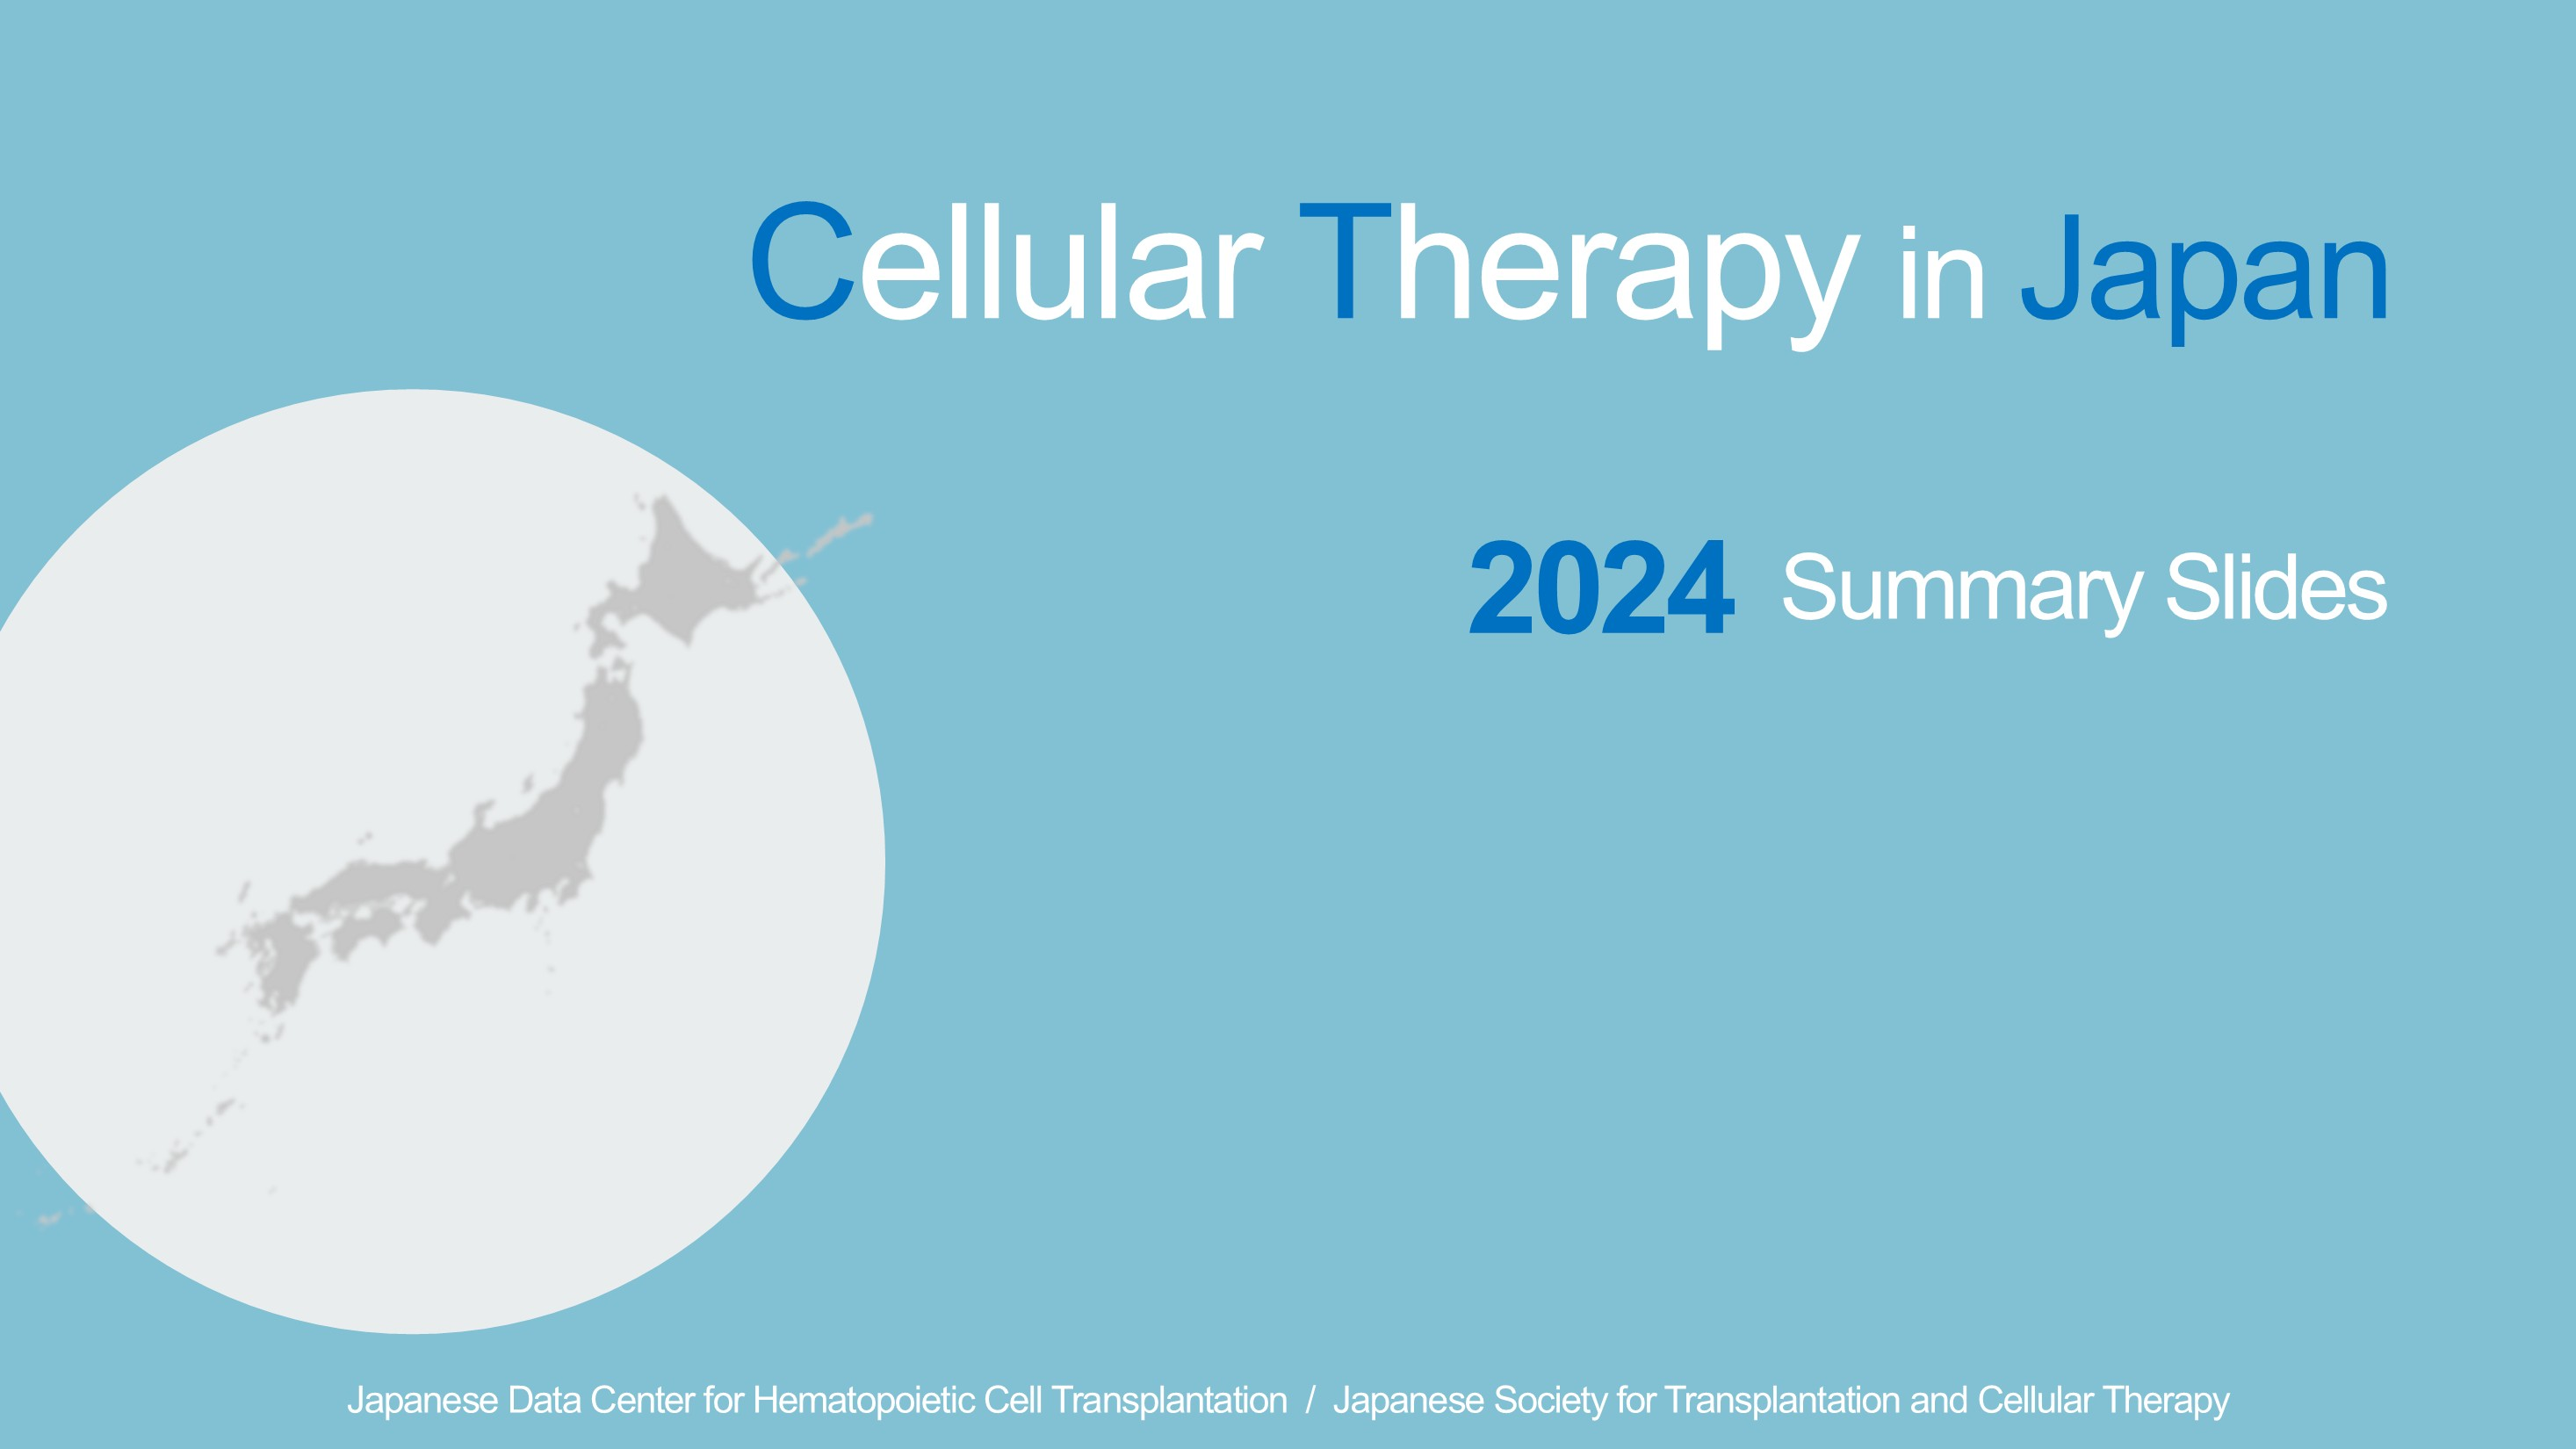 Cellular Therapy in Japan
2024 Summary Slides
Japanese Data Center for Hematopoietic Cell Transplantation / Japanese Society for Transplantation and Cellular Therapy